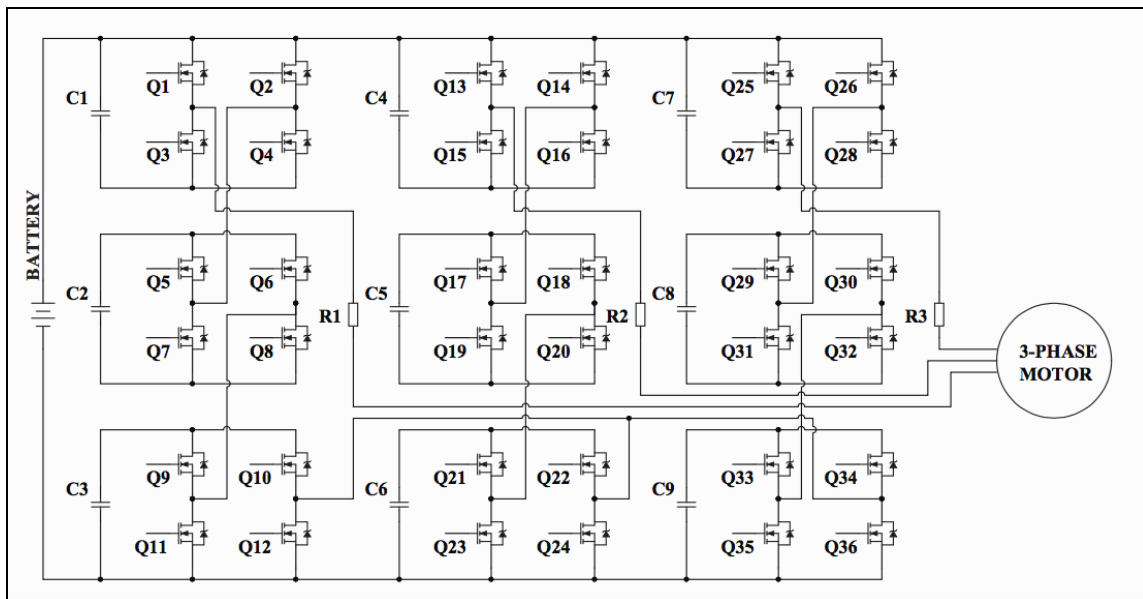 Q1 Q2 Q13 Q14 Q25 Q26
C1 C4 C7
Q3 Q4 Q15 Q16 Q27 Q28
BATTERY
Q5 Q6 Q17 Q18 Q29 Q30
C2 C5 C8
R1 R2 R3
Q7 Q8 Q19 Q20 Q31 Q32
3-PHASE
MOTOR
Q9 Q10 Q21 Q22 Q33 Q34
C3 C6 C9
Q11 Q12 Q23 Q24 Q35 Q36